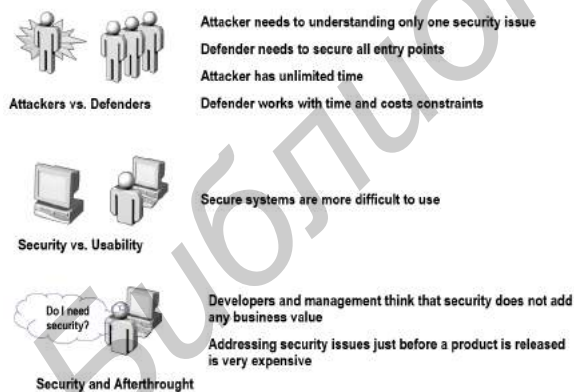 Attacker needs to understanding only one security issue
Defender needs to secure all entry points
Attacker has unlimited time
Defender works with time and costs constraints
Attackers vs. Defenders
Secure systems are more difficult to use
Security vs. Usability
Do I need
security?
Developers and management think that security does not add
any business value
Addressing security issues just before a product is released
is very expensive
Security and Afterthrought